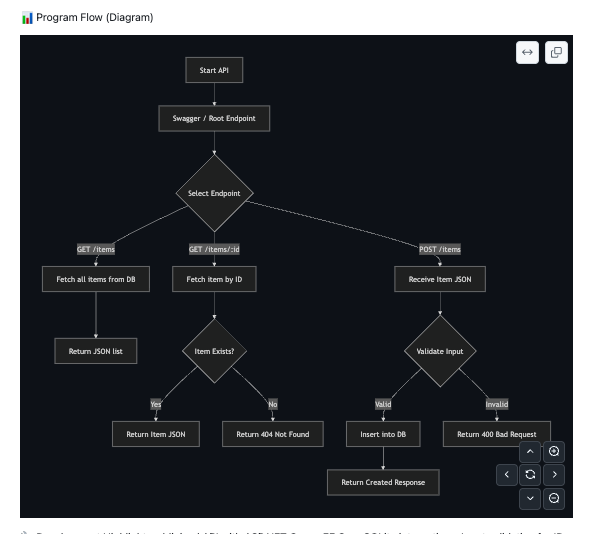 📊 Program Flow (Diagram)
Start API
Swagger / Root Endpoint
Select Endpoint
GET /items
GET /items/:id
POST /items
Fetch all items from DB
Fetch item by ID
Receive Item JSON
Return JSON list
Item Exists?
Validate Input
Yes
No
Valid
Invalid
Return Item JSON
Return 404 Not Found
Insert into DB
Return 400 Bad Request
Return Created Response